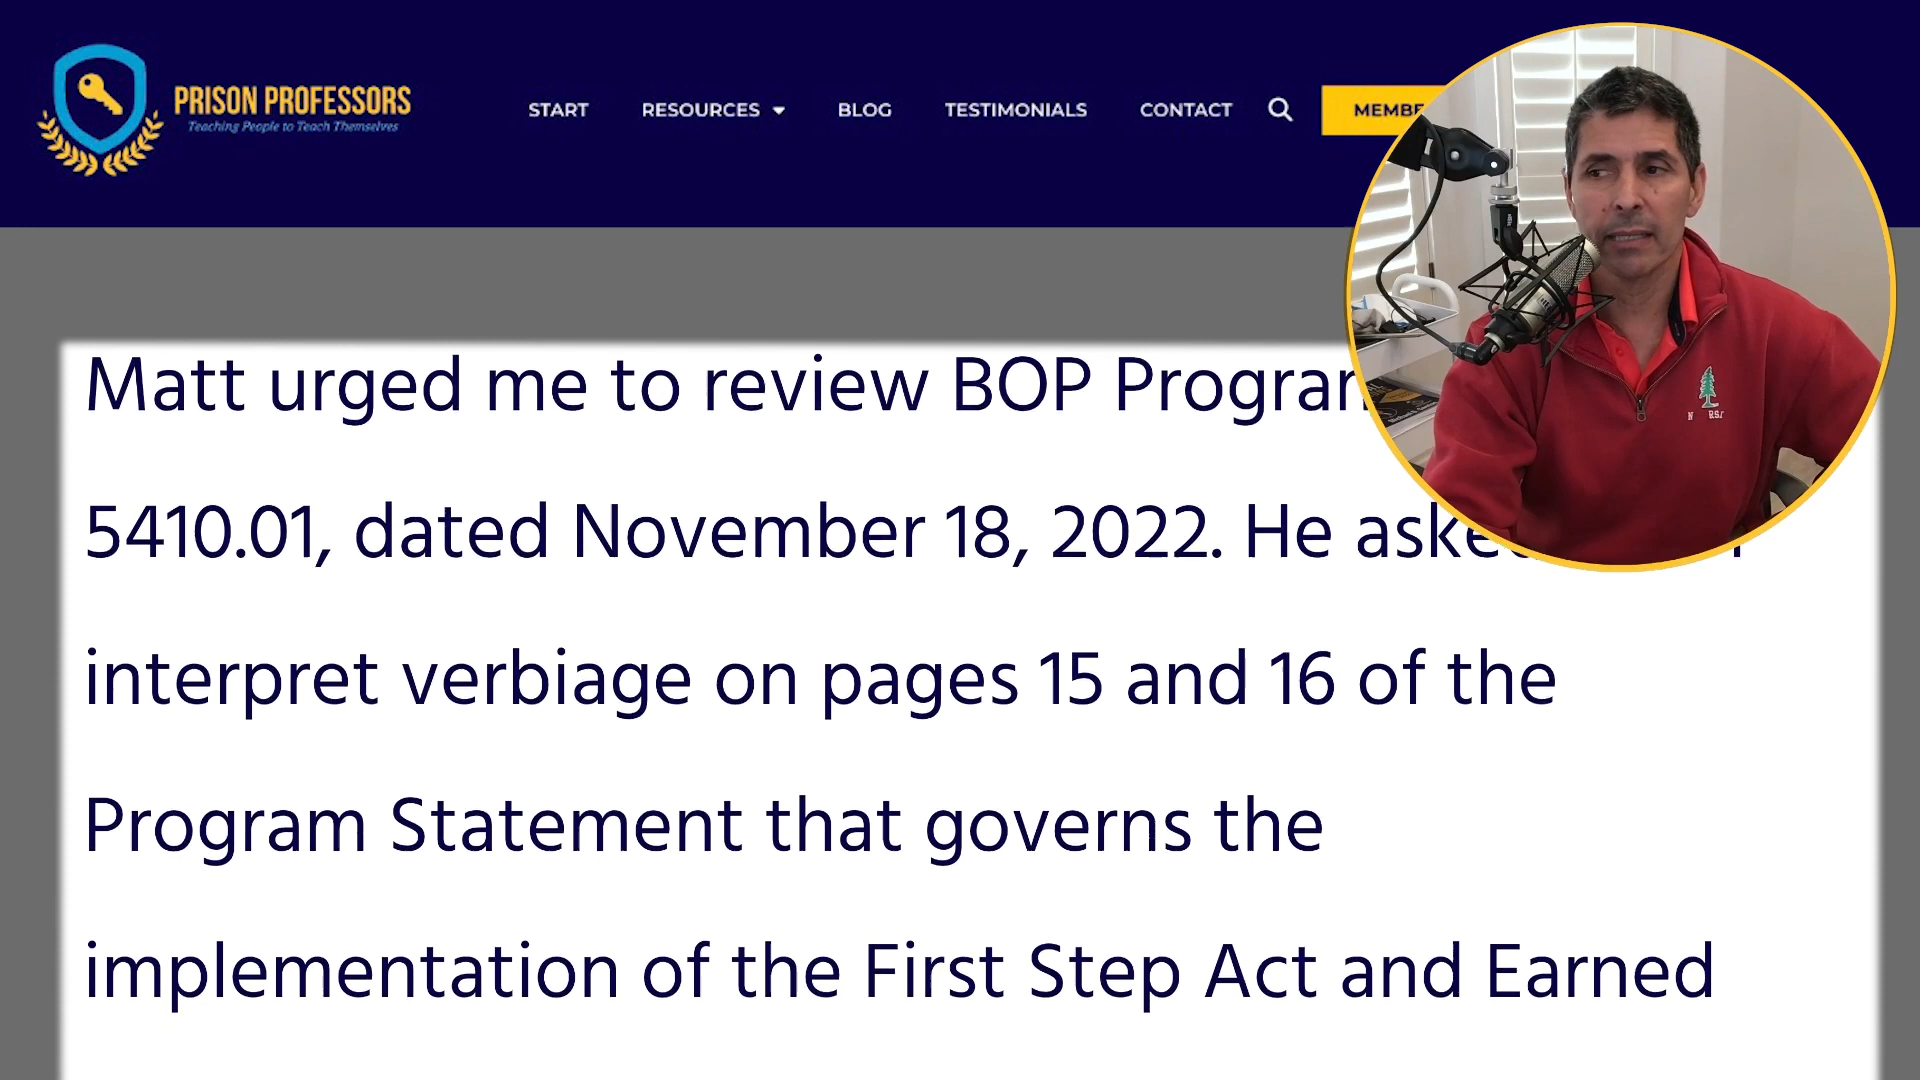 PRISON PROFESSORS
Teaching People to Teach Themselves
START RESOURCES BLOG TESTIMONIALS CONTACT
Matt urged me to review BOP
5410.01, dated November 18, 2022. He
interpret verbiage on pages 15 and 16 of the
Program Statement that governs the
implementation of the First Step Act and Earned